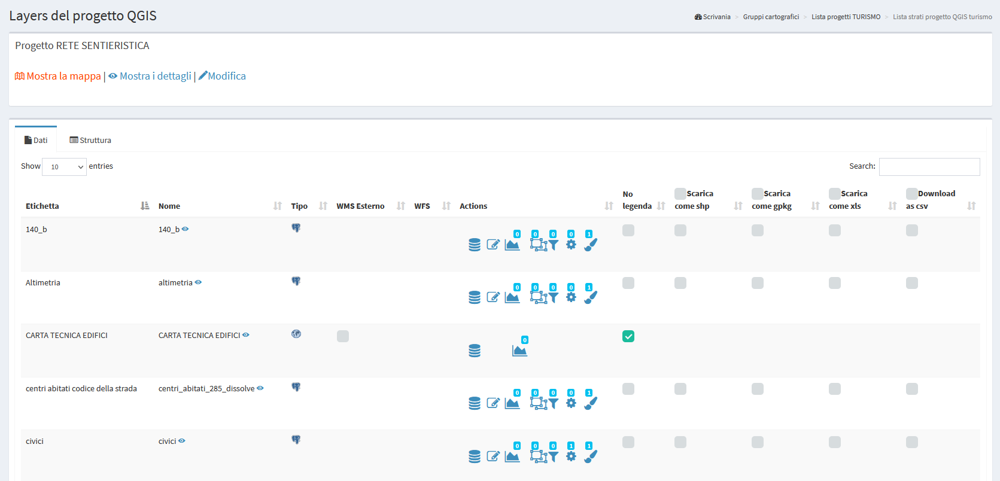 Layers del progetto QGIS
Scrivania > Gruppi cartografici > Lista progetti TURISMO > Lista strati progetto QGIS turismo
Progetto RETE SENTIERISTICA
Mostra la mappa | Mostra i dettagli | Modifica
Dati Struttura
Show 10 entries Search:
Etichetta Nome Tipo WMS Esterno WFS Actions No legenda Scarica come shp Scarica come gpkg Scarica come xls Download as csv
140_b 140_b 0 0 0 0 1
Altimetria altimetria 0 0 0 0 1
CARTA TECNICA EDIFICI CARTA TECNICA EDIFICI 0
centri abitati codice della strada centri_abitati_285_dissolve 0 0 0 0 1
civici civici 0 0 0 1 1